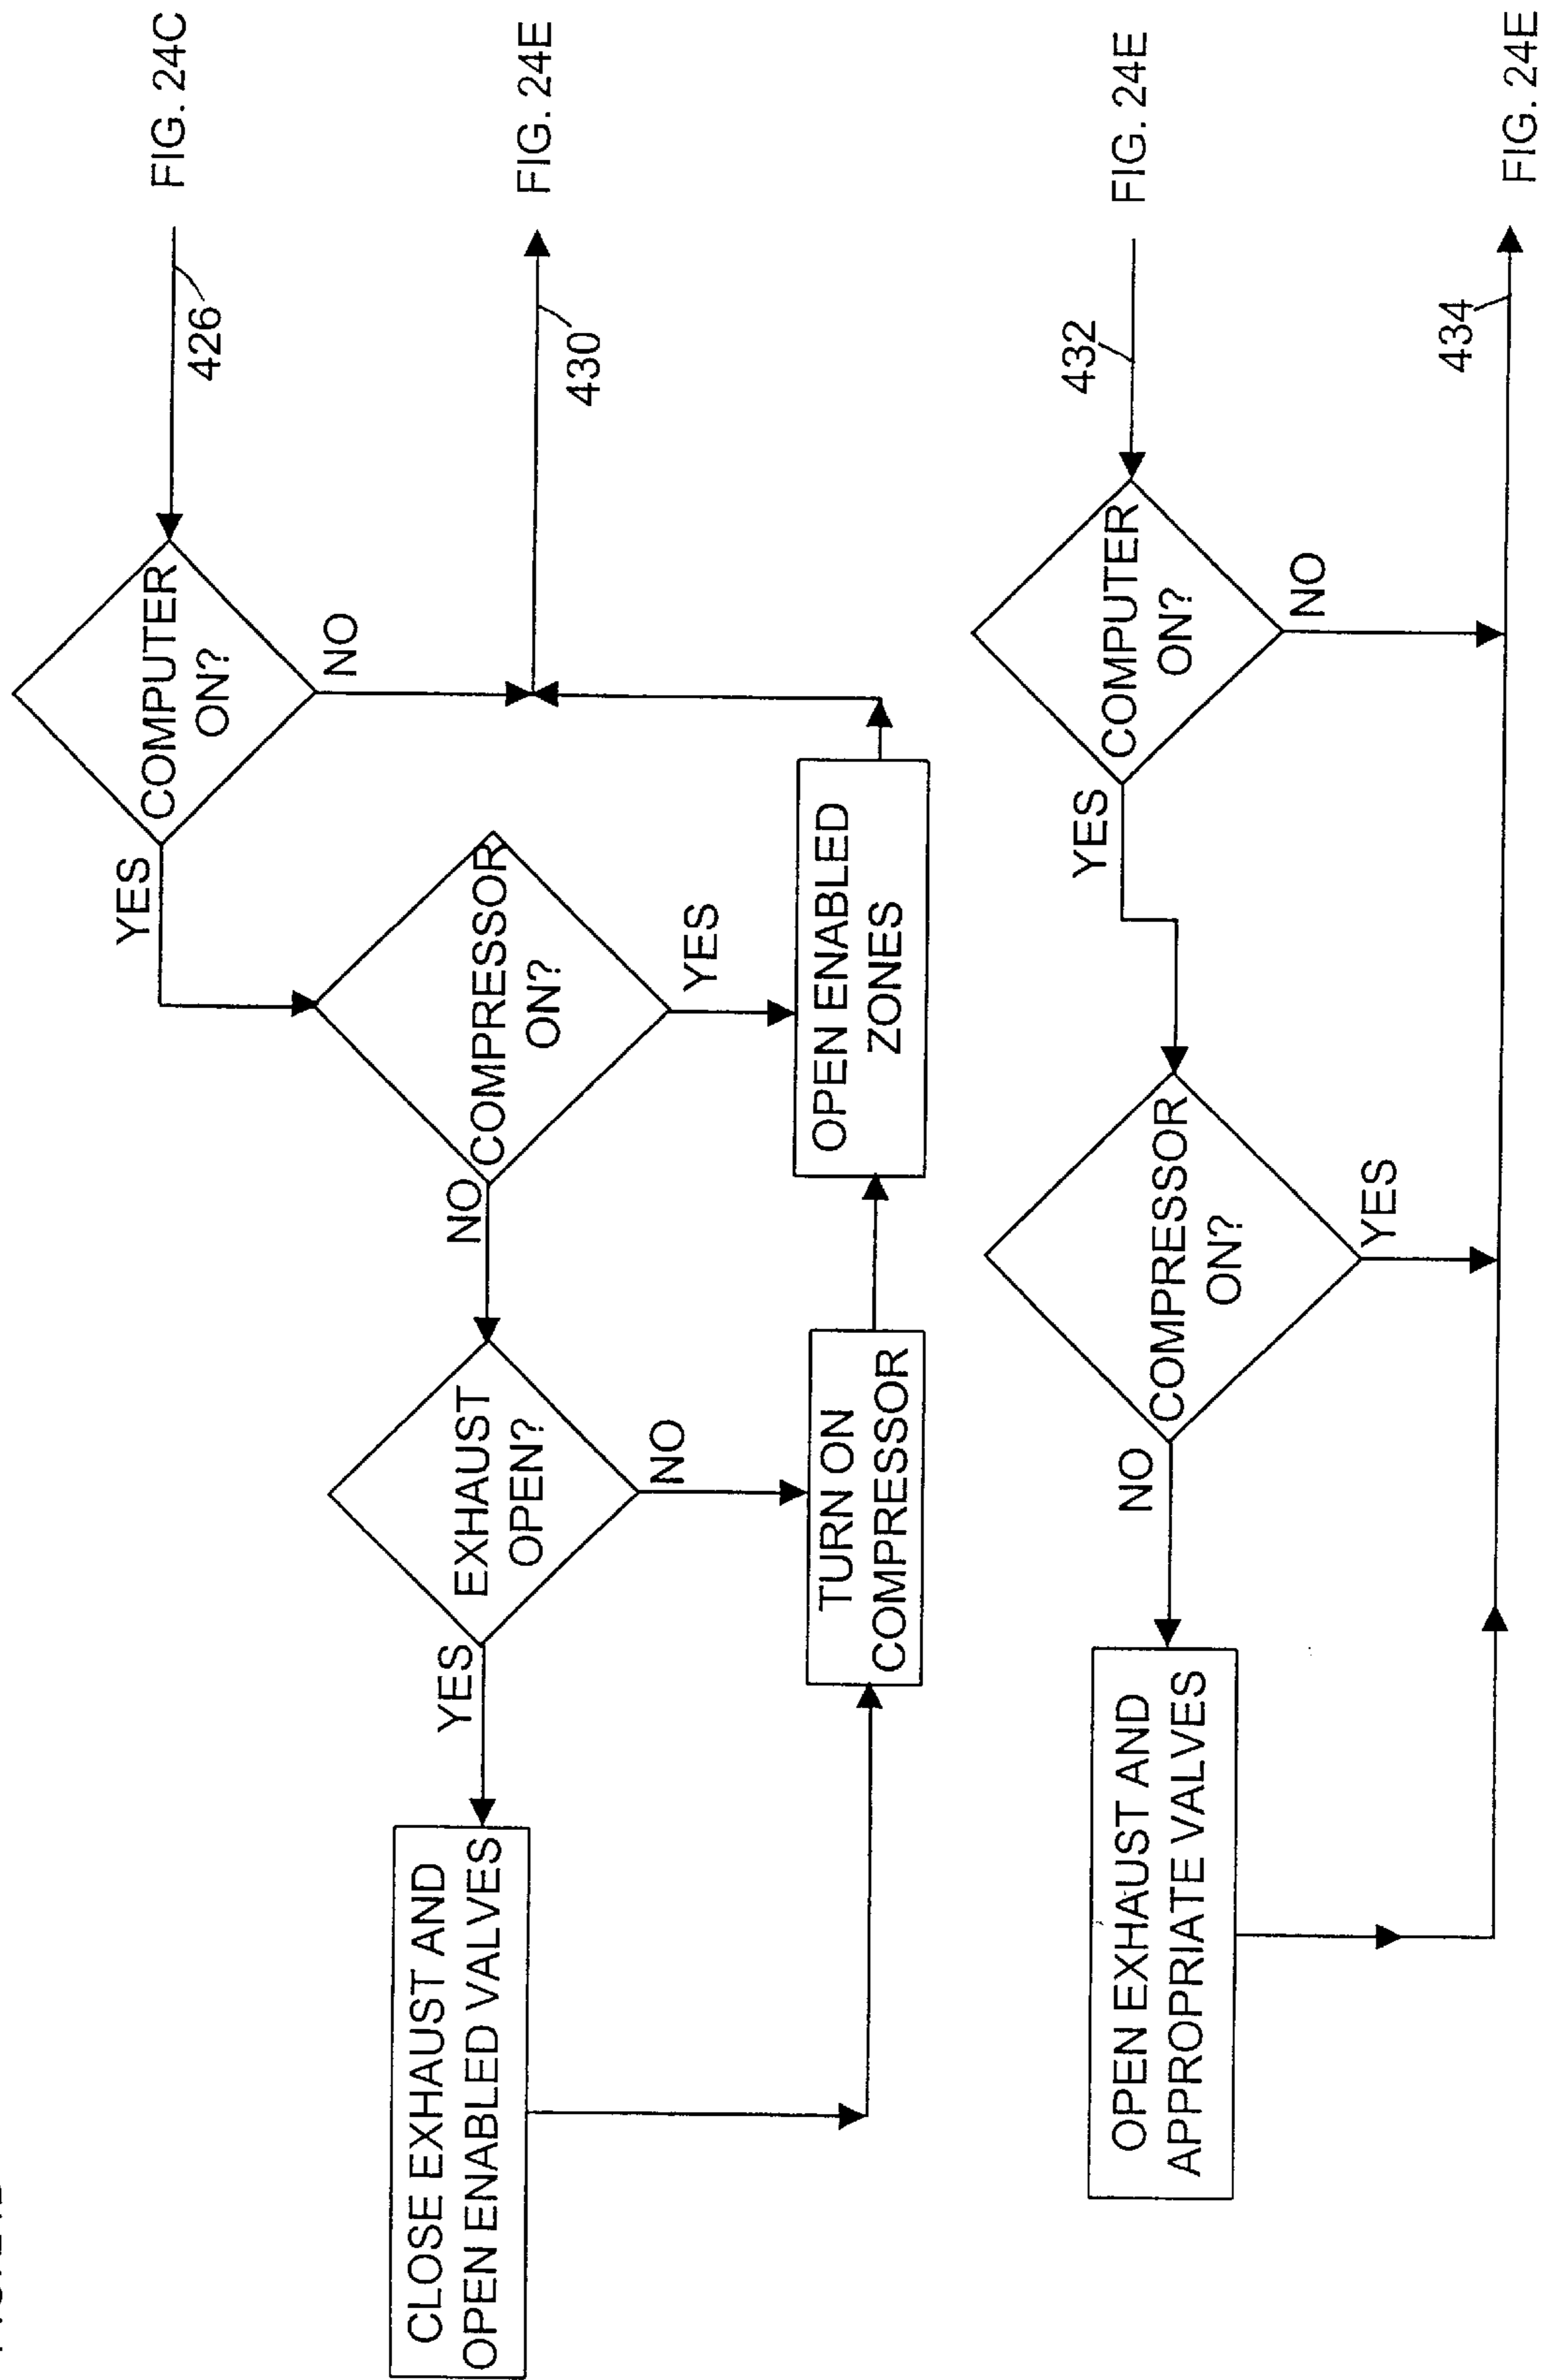 FIG. 24C
426
COMPUTER
ON?
YES
NO
FIG. 24E
430
COMPRESSOR
ON?
NO
YES
EXHAUST
OPEN?
YES
NO
CLOSE EXHAUST AND
OPEN ENABLED VALVES
TURN ON
COMPRESSOR
OPEN ENABLED
ZONES
FIG. 24E
432
COMPUTER
ON?
YES
NO
COMPRESSOR
ON?
NO
YES
OPEN EXHAUST AND
APPROPRIATE VALVES
434
FIG. 24E